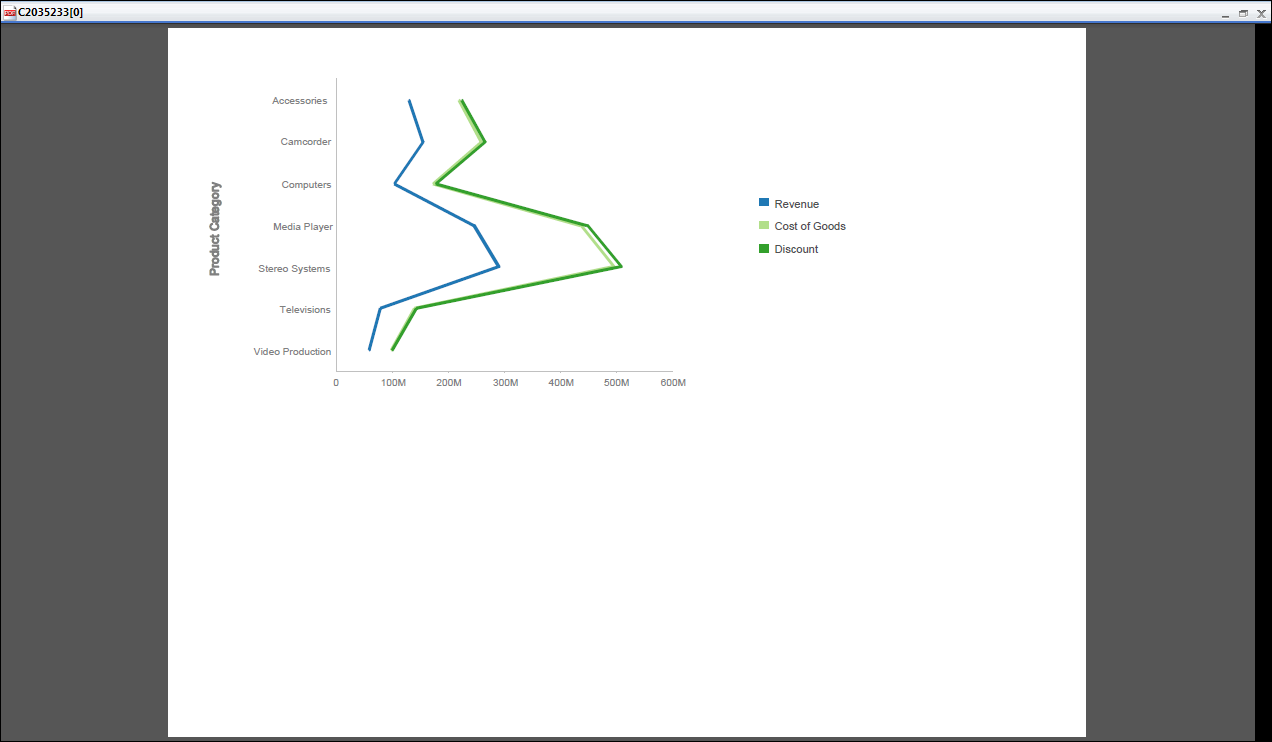 C2035233[0]
Product Category
Accessories
Camcorder
Computers
Media Player
Stereo Systems
Televisions
Video Production
0 100M 200M 300M 400M 500M 600M
Revenue
Cost of Goods
Discount